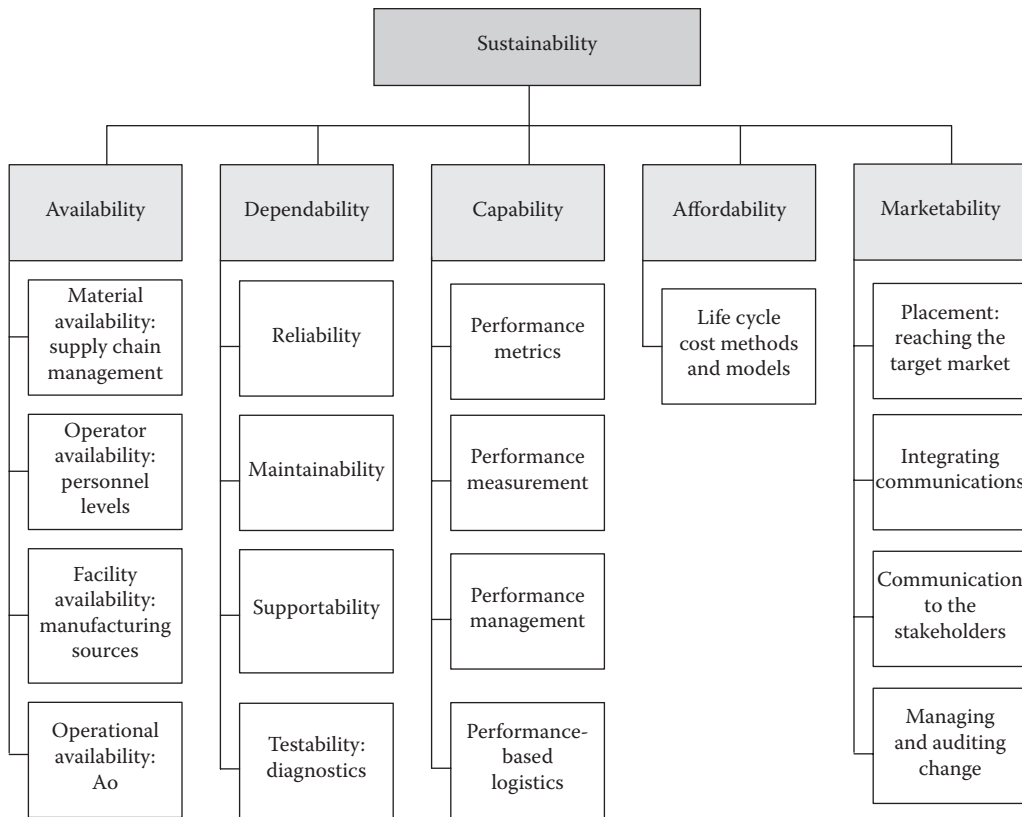 Sustainability
Availability
Dependability
Capability
Affordability
Marketability
Material
availability:
supply chain
management
Operator
availability:
personnel
levels
Facility
availability:
manufacturing
sources
Operational
availability:
Ao
Reliability
Maintainability
Supportability
Testability:
diagnostics
Performance
metrics
Performance
measurement
Performance
management
Performance-
based
logistics
Life cycle
cost methods
and models
Placement:
reaching the
target market
Integrating
communications
Communication
to the
stakeholders
Managing
and auditing
change